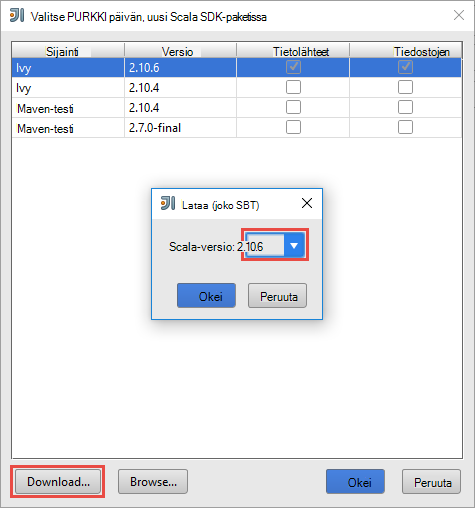 Valitse PURKKI päivän, uusi Scala SDK-paketissa
Sijainti Versio Tietolähteet Tiedostojen
Ivy 2.10.6
Ivy 2.10.4
Maven-testi 2.10.4
Maven-testi 2.7.0-final
Lataa (joko SBT)
Scala-versio: 2.10.6
Okei Peruuta
Download... Browse... Okei Peruuta